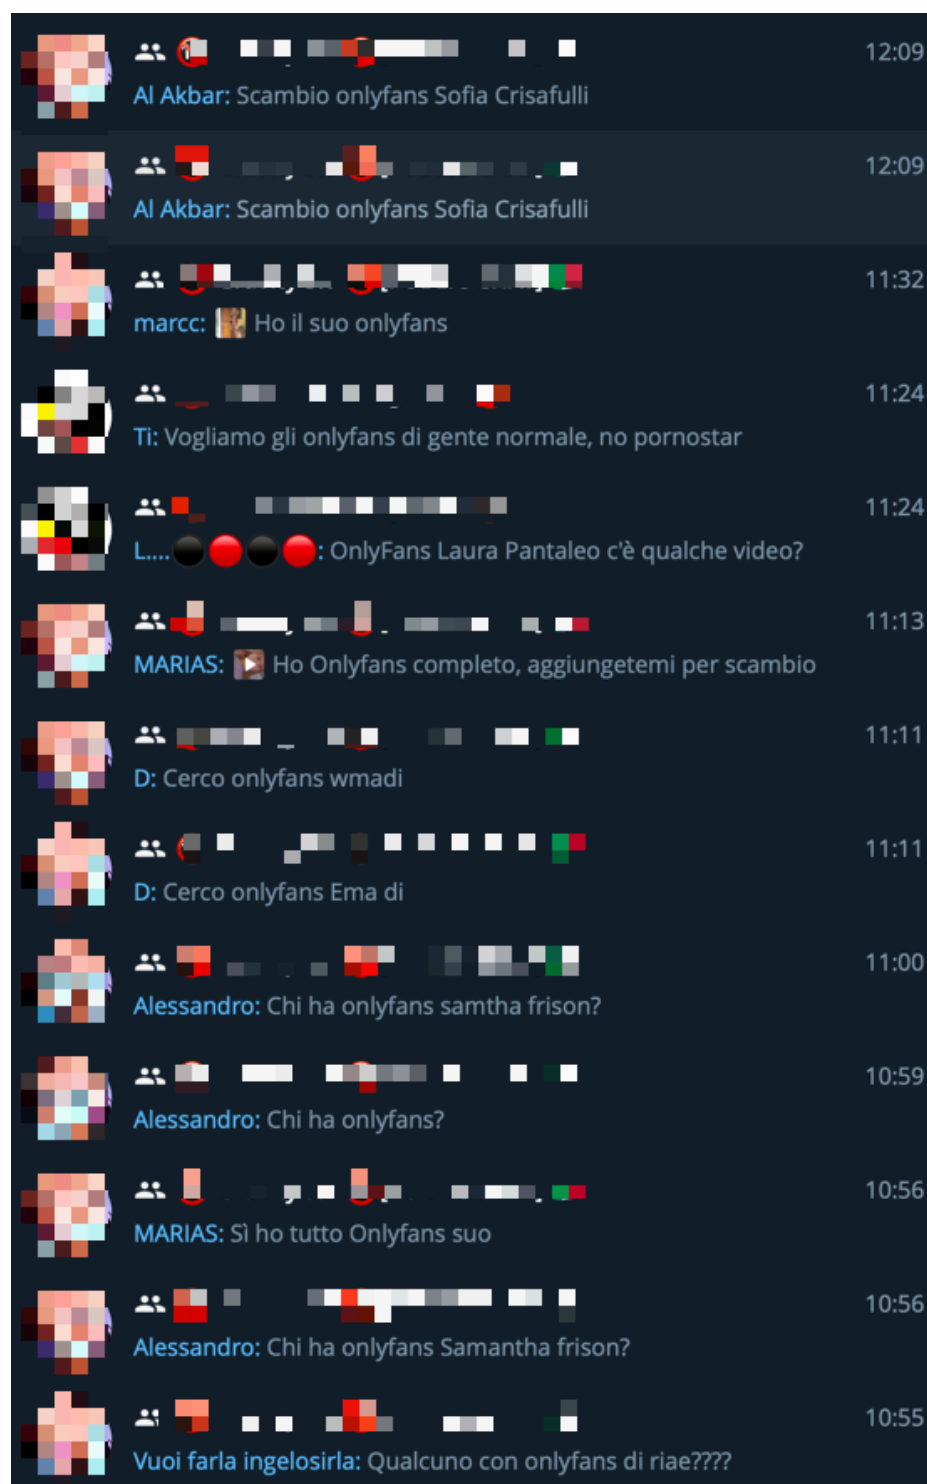 12:09
Al Akbar: Scambio onlyfans Sofia Crisafulli
12:09
Al Akbar: Scambio onlyfans Sofia Crisafulli
11:32
marcc: Ho il suo onlyfans
11:24
Ti: Vogliamo gli onlyfans di gente normale, no pornostar
11:24
L....⚫🔴⚫🔴: OnlyFans Laura Pantaleo c'è qualche video?
11:13
MARIAS: Ho Onlyfans completo, aggiungetemi per scambio
11:11
D: Cerco onlyfans wmadi
11:11
D: Cerco onlyfans Ema di
11:00
Alessandro: Chi ha onlyfans samtha frison?
10:59
Alessandro: Chi ha onlyfans?
10:56
MARIAS: Sì ho tutto Onlyfans suo
10:56
Alessandro: Chi ha onlyfans Samantha frison?
10:55
Vuoi farla ingelosirla: Qualcuno con onlyfans di riae????